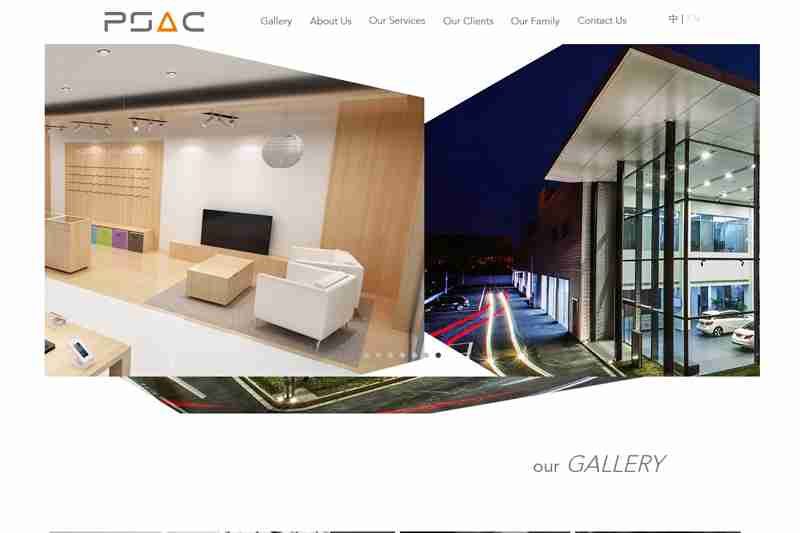 PSAC
Gallery About Us Our Services Our Clients Our Family Contact Us 中 | EN
our GALLERY